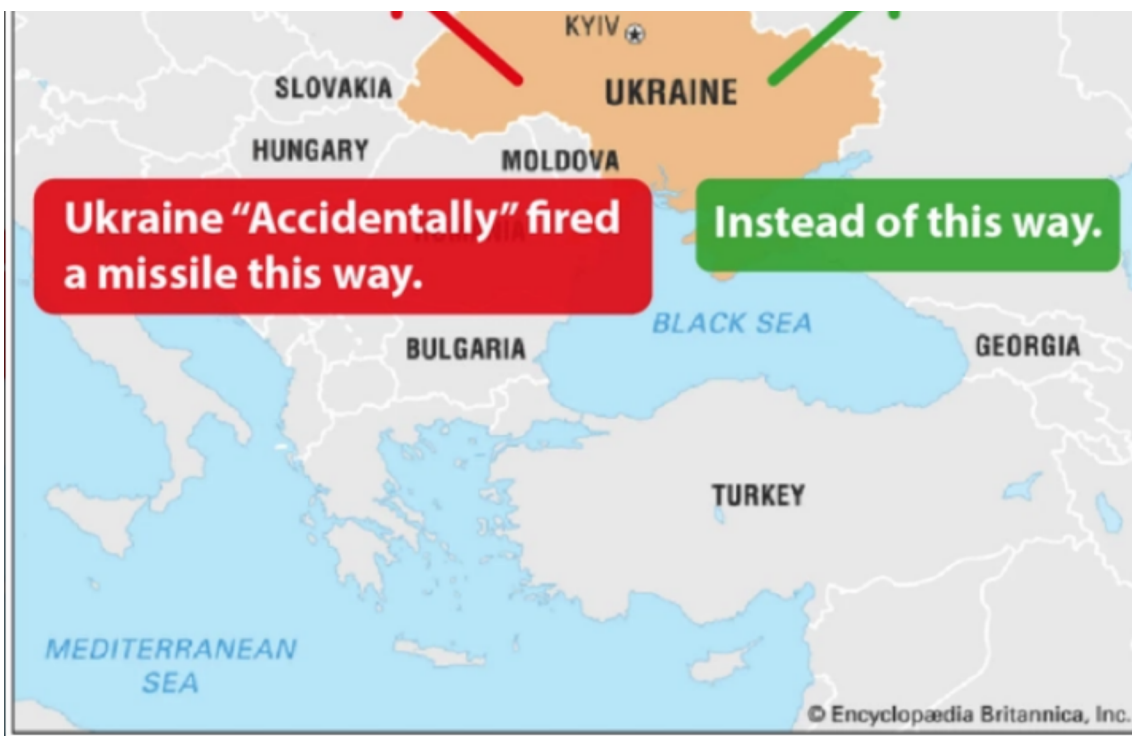 KYIV
SLOVAKIA
UKRAINE
HUNGARY
MOLDOVA
Ukraine “Accidentally” fired
a missile this way.
Instead of this way.
ROMANIA
BLACK SEA
BULGARIA
GEORGIA
TURKEY
MEDITERRANEAN
SEA
© Encyclopædia Britannica, Inc.